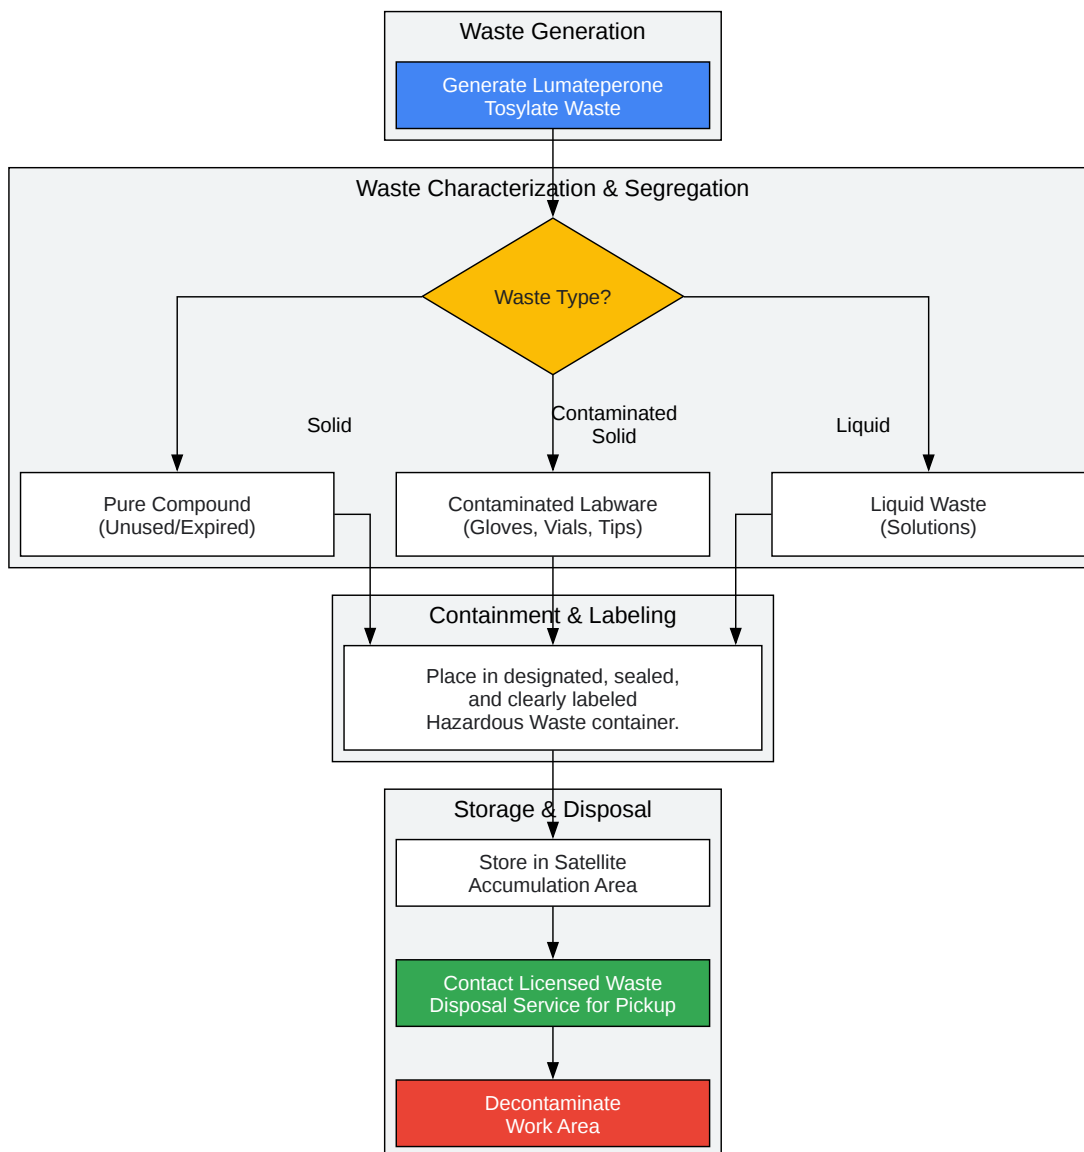 Waste Generation
Generate Lumateperone
Tosylate Waste
Waste Characterization & Segregation
Waste Type?
Solid
Contaminated
Solid
Liquid
Pure Compound
(Unused/Expired)
Contaminated Labware
(Gloves, Vials, Tips)
Liquid Waste
(Solutions)
Containment & Labeling
Place in designated, sealed,
and clearly labeled
Hazardous Waste container.
Storage & Disposal
Store in Satellite
Accumulation Area
Contact Licensed Waste
Disposal Service for Pickup
Decontaminate
Work Area